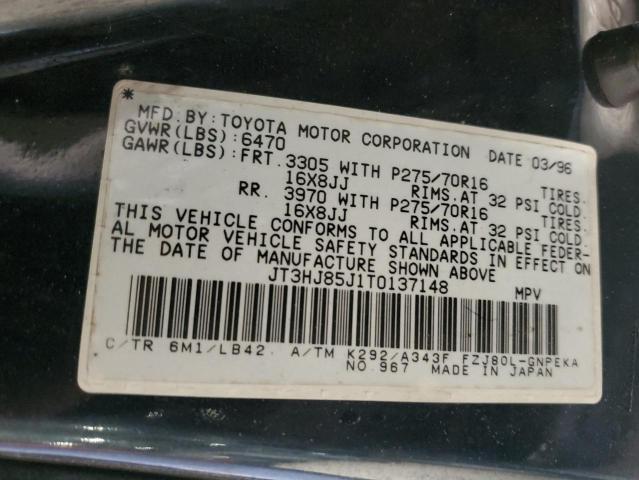 *
MFD.BY:TOYOTA MOTOR CORPORATION DATE 03/96
GVWR(LBS):6470
GAWR(LBS):FRT. 3305 WITH P275/70R16 TIRES.
16X8JJ RIMS.AT 32 PSI COLD.
RR. 3970 WITH P275/70R16 TIRES.
16X8JJ RIMS.AT 32 PSI COLD.
THIS VEHICLE CONFORMS TO ALL APPLICABLE FEDER-
AL MOTOR VEHICLE SAFETY STANDARDS IN EFFECT ON
THE DATE OF MANUFACTURE SHOWN ABOVE
JT3HJ85J1T0137148 MPV
C/TR 6M1/LB42 A/TM K292/A343F FZJ80L-GNPEKA
NO.967 MADE IN JAPAN